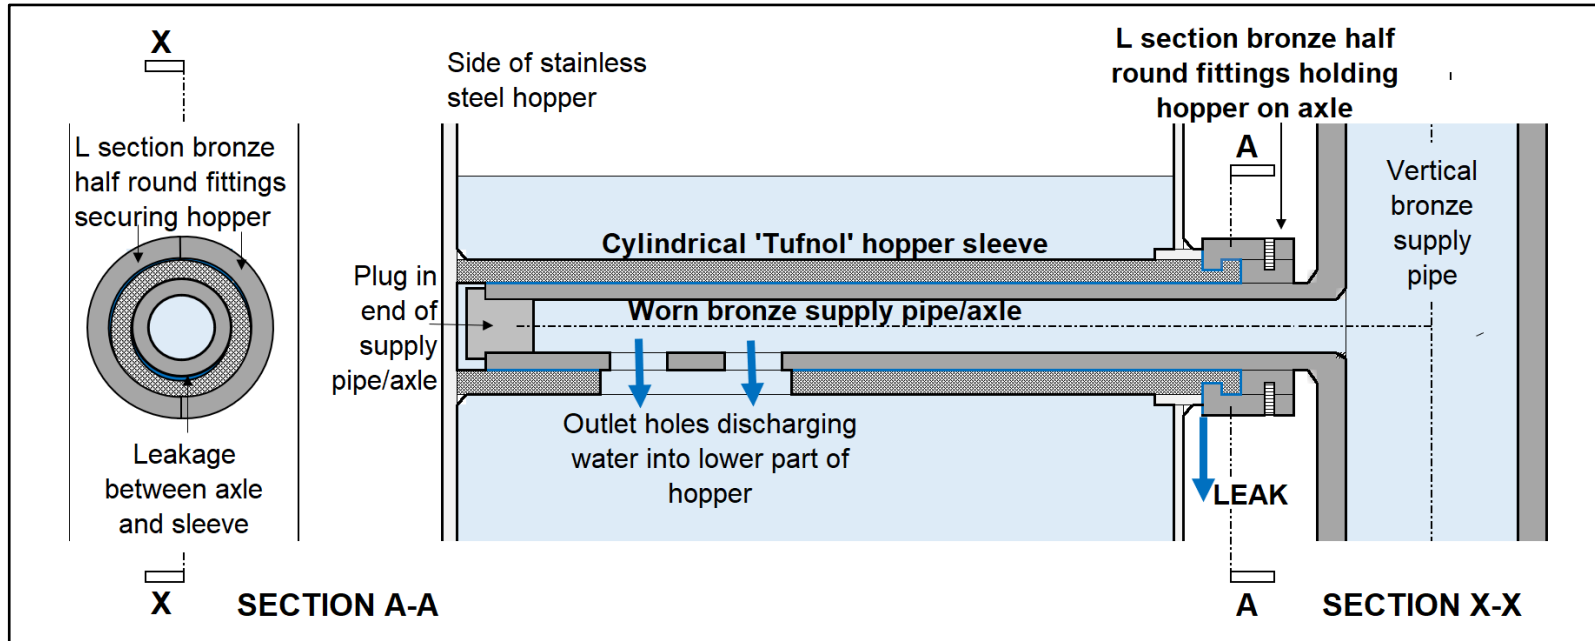 X
L section bronze
half round fittings
securing hopper
Leakage
between axle
and sleeve
X
SECTION A-A
Side of stainless
steel hopper
Plug in
end of
supply
pipe/axle
Cylindrical 'Tufnol' hopper sleeve
Worn bronze supply pipe/axle
Outlet holes discharging
water into lower part of
hopper
L section bronze half
round fittings holding
hopper on axle
A
Vertical
bronze
supply
pipe
LEAK
A
SECTION X-X